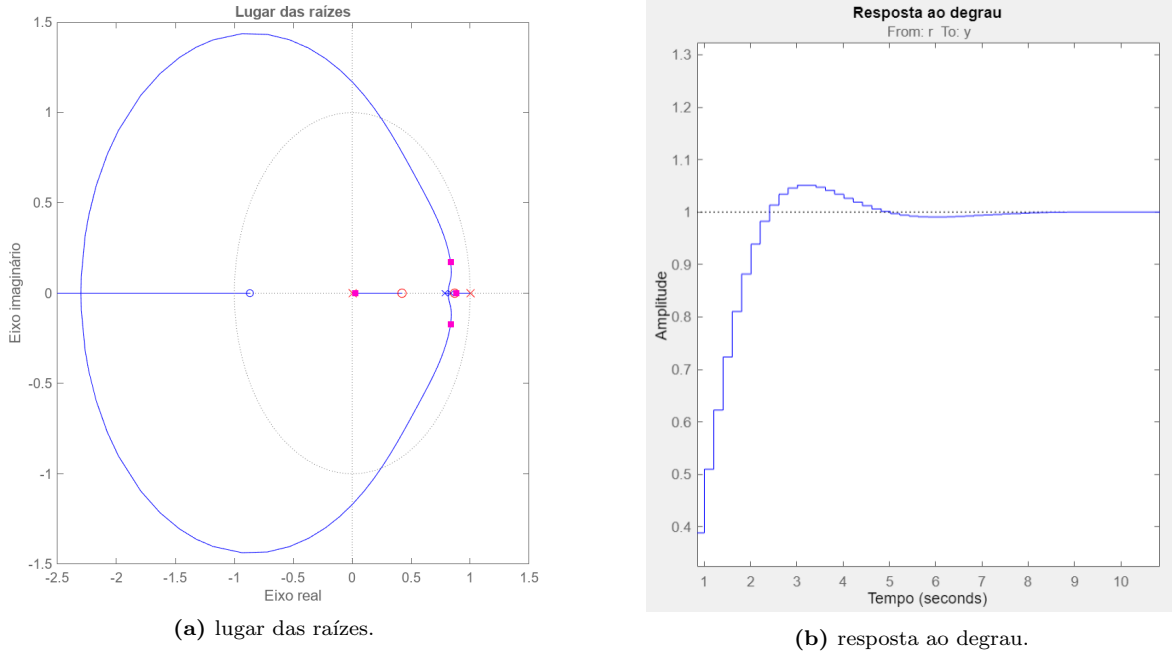 Lugar das raízes
1.5
1
0.5
0
-0.5
-1
-1.5
Eixo imaginário
-2.5 -2 -1.5 -1 -0.5 0 0.5 1 1.5
Eixo real
(a) lugar das raízes.
Resposta ao degrau
From: r To: y
1.3
1.2
1.1
1
0.9
0.8
0.7
0.6
0.5
0.4
Amplitude
1 2 3 4 5 6 7 8 9 10
Tempo (seconds)
(b) resposta ao degrau.